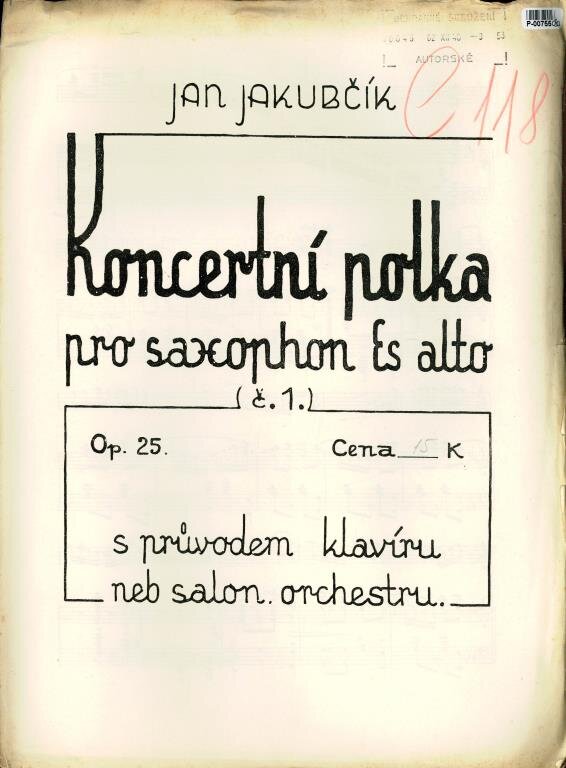 AUTORSKÉ
JAN JAKUBČÍK
C 118
Koncertní polka
pro saxophon Es alto
(č. 1.)
Op. 25.
Cena 15 K
s průvodem klavíru
neb salon. orchestru.